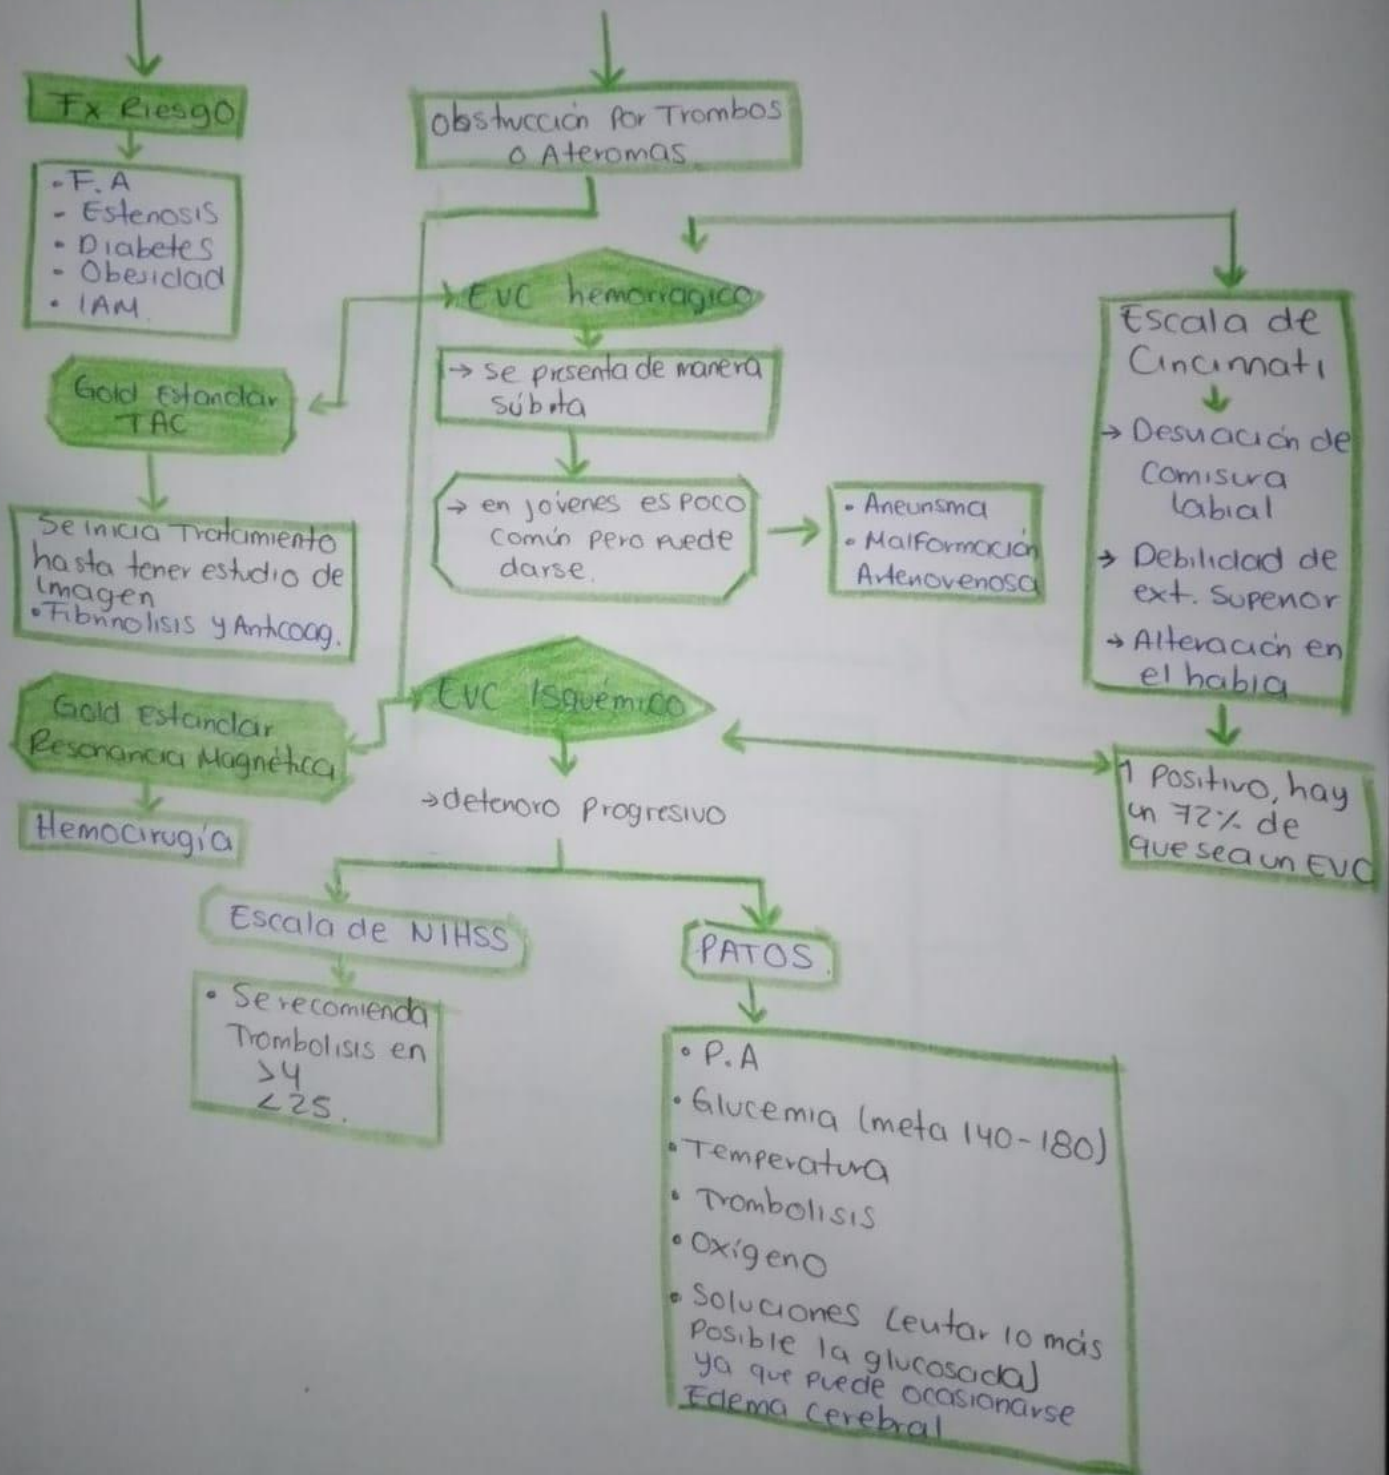 Fx Riesgo
- F.A
- Estenosis
- Diabetes
- Obesidad
- IAM.
Obstrucción Por Trombos
o Ateromas
EVC hemorrágico
→ se presenta de manera
súbita
→ en jóvenes es poco
común pero puede
darse.
• Aneurisma
• Malformación
Arteriovenosa
Gold Estandar
TAC
Se inicia Tratamiento
hasta tener estudio de
imagen
• Fibrinolisis y Anticoag.
Escala de
Cincinnati
→ Desviación de
Comisura
Labial
→ Debilidad de
ext. Superior
→ Alteración en
el habla
1 Positivo, hay
un 72% de
que sea un EVC
EVC Isquémico
Gold Estandar
Resonancia Magnética
Hemocirugía
→ deterioro Progresivo
Escala de NIHSS
• Se recomienda
Trombolisis en
>4
<25.
PATOS.
• P.A
• Glucemia (meta 140-180)
• Temperatura
• Trombolisis
• Oxígeno
• Soluciones (evitar lo más
Posible la glucosada)
ya que puede ocasionarse
Edema Cerebral